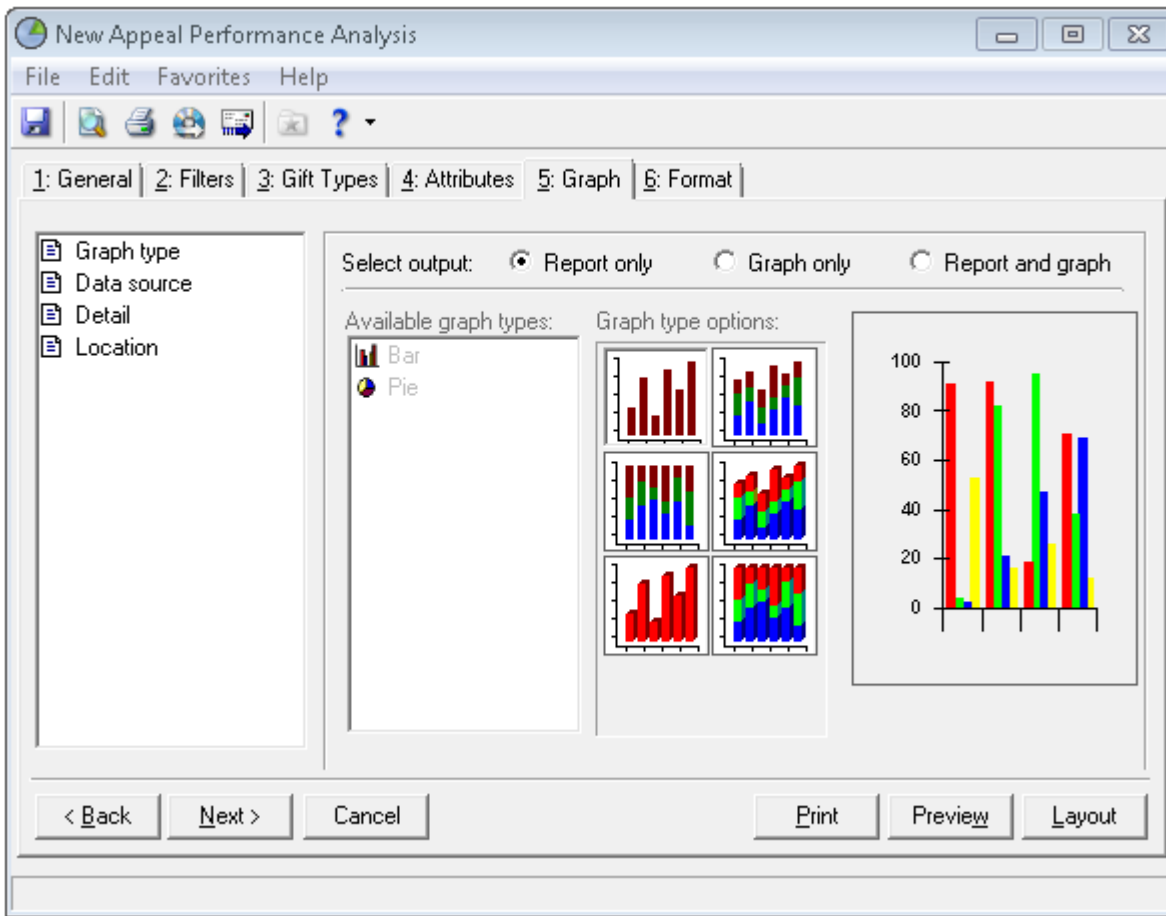 New Appeal Performance Analysis
File Edit Favorites Help
?
1: General 2: Filters 3: Gift Types 4: Attributes 5: Graph 6: Format
Graph type
Data source
Detail
Location
Select output: Report only Graph only Report and graph
Available graph types:
Bar
Pie
Graph type options:
100
80
60
40
20
0
< Back Next > Cancel Print Preview Layout